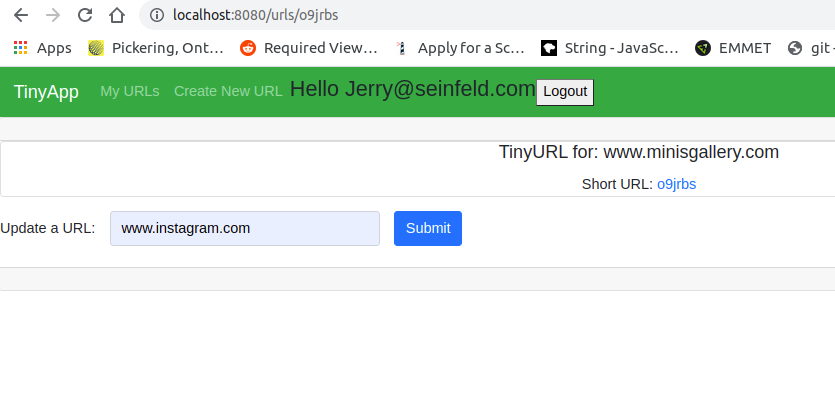 localhost:8080/urls/o9jrbs
Apps Pickering, Ont… Required View… Apply for a Sc… String - JavaSc… EMMET git -
TinyApp My URLs Create New URL Hello Jerry@seinfeld.com Logout
TinyURL for: www.minisgallery.com
Short URL: o9jrbs
Update a URL: www.instagram.com Submit